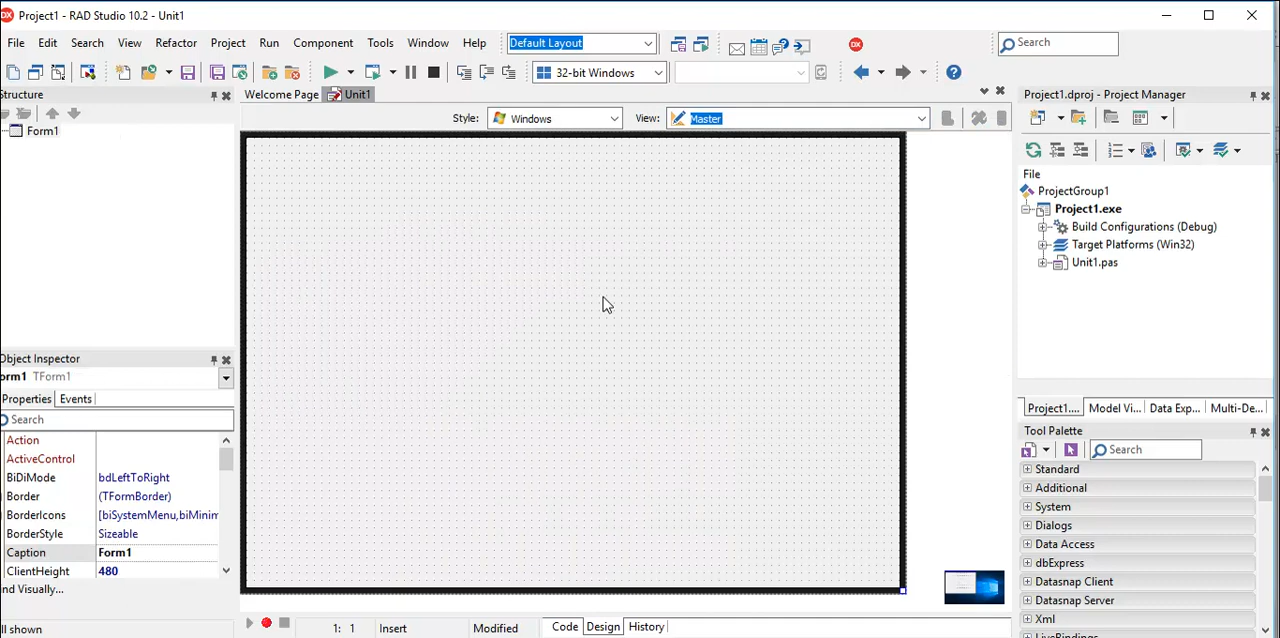 DX Project1 - RAD Studio 10.2 - Unit1
File Edit Search View Refactor Project Run Component Tools Window Help Default Layout DX Search
32-bit Windows
Structure
Welcome Page Unit1
Project1.dproj - Project Manager
Form1
Style: Windows View: Master
File
ProjectGroup1
Project1.exe
Build Configurations (Debug)
Target Platforms (Win32)
Unit1.pas
Object Inspector
orm1 TForm1
Properties Events
Search
Action
ActiveControl
BiDiMode bdLeftToRight
Border (TFormBorder)
BorderIcons [biSystemMenu,biMinim
BorderStyle Sizeable
Caption Form1
ClientHeight 480
nd Visually...
ll shown
Project1.... Model Vi... Data Exp... Multi-De...
Tool Palette
Search
Standard
Additional
System
Dialogs
Data Access
dbExpress
Datasnap Client
Datasnap Server
Xml
LiveBindings
1: 1 Insert Modified Code Design History